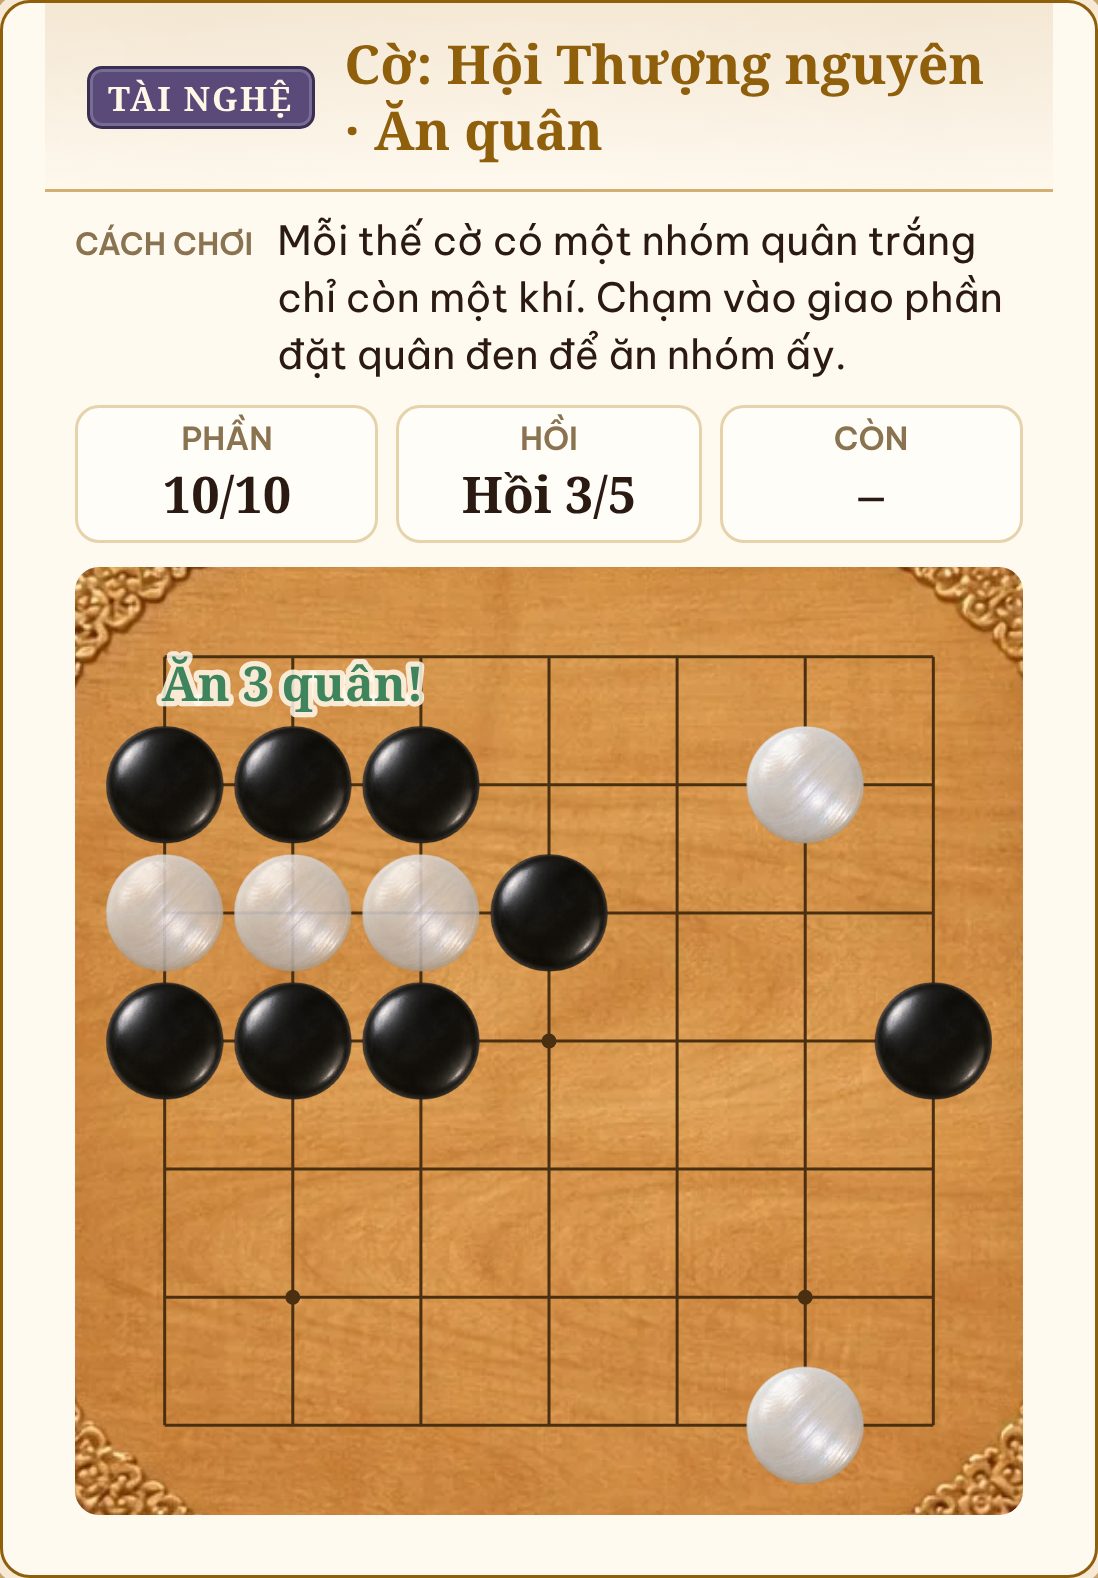 TÀI NGHỆ
Cờ: Hội Thượng nguyên
· Ăn quân
CÁCH CHƠI
Mỗi thế cờ có một nhóm quân trắng
chỉ còn một khí. Chạm vào giao phần
đặt quân đen để ăn nhóm ấy.
PHẦN
10/10
HỒI
Hồi 3/5
CÒN
–
Ăn 3 quân!